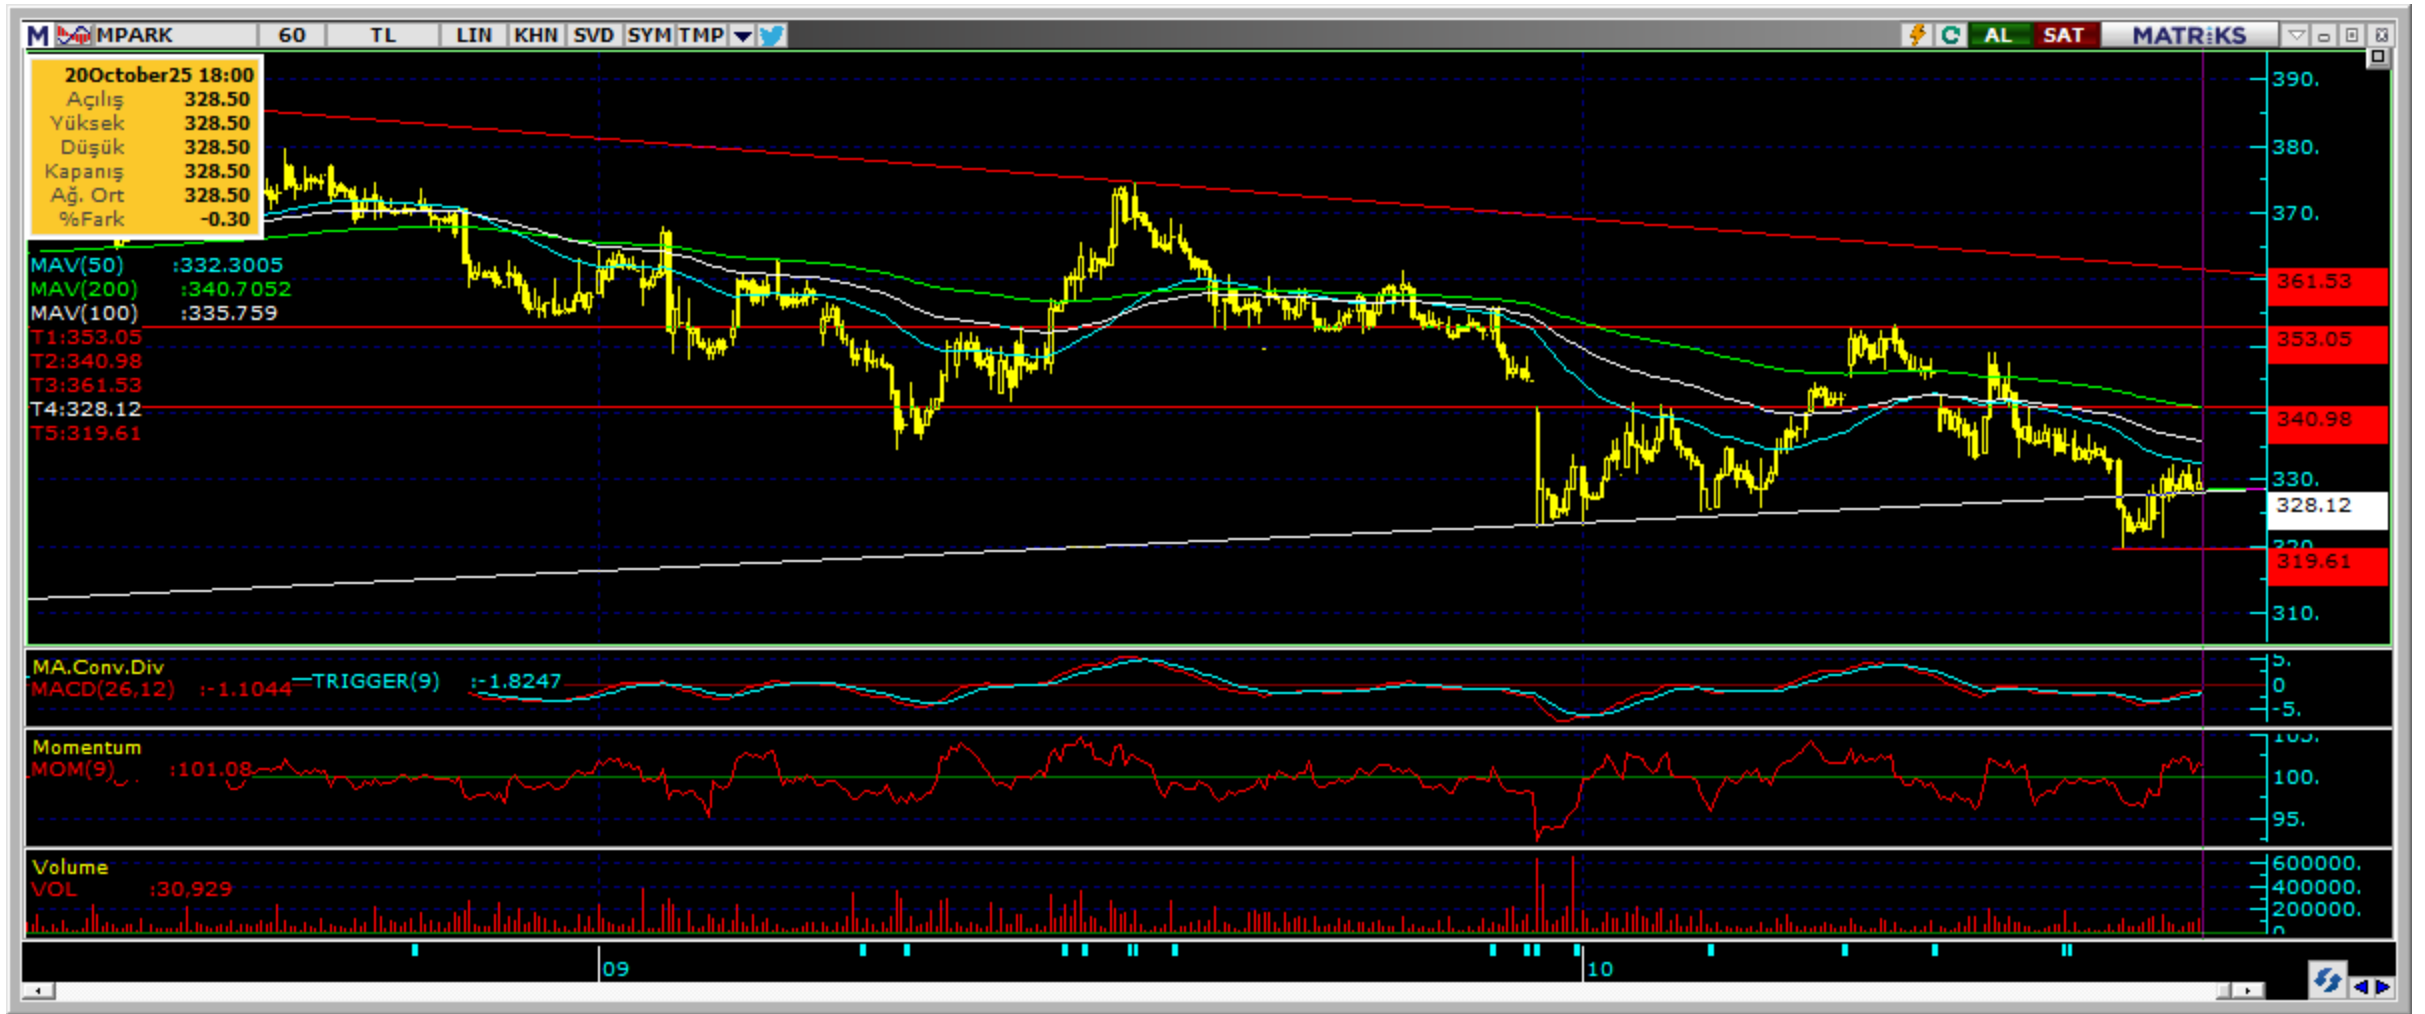 M MPARK 60 TL LIN KHN SVD SYM TMP AL SAT MATRiKS
20October25 18:00
Açılış 328.50
Yüksek 328.50
Düşük 328.50
Kapanış 328.50
Ağ. Ort 328.50
%Fark -0.30
MAV(50) :332.3005
MAV(200) :340.7052
MAV(100) :335.759
T1:353.05
T2:340.98
T3:361.53
T4:328.12
T5:319.61
390.
380.
370.
361.53
353.05
340.98
330.
328.12
320
319.61
310.
MA.Conv.Div
MACD(26,12) :-1.1044 TRIGGER(9) :-1.8247
5.
0
-5.
Momentum
MOM(9) :101.08
105.
100.
95.
Volume
VOL :30,929
600000.
400000.
200000.
0
09 10